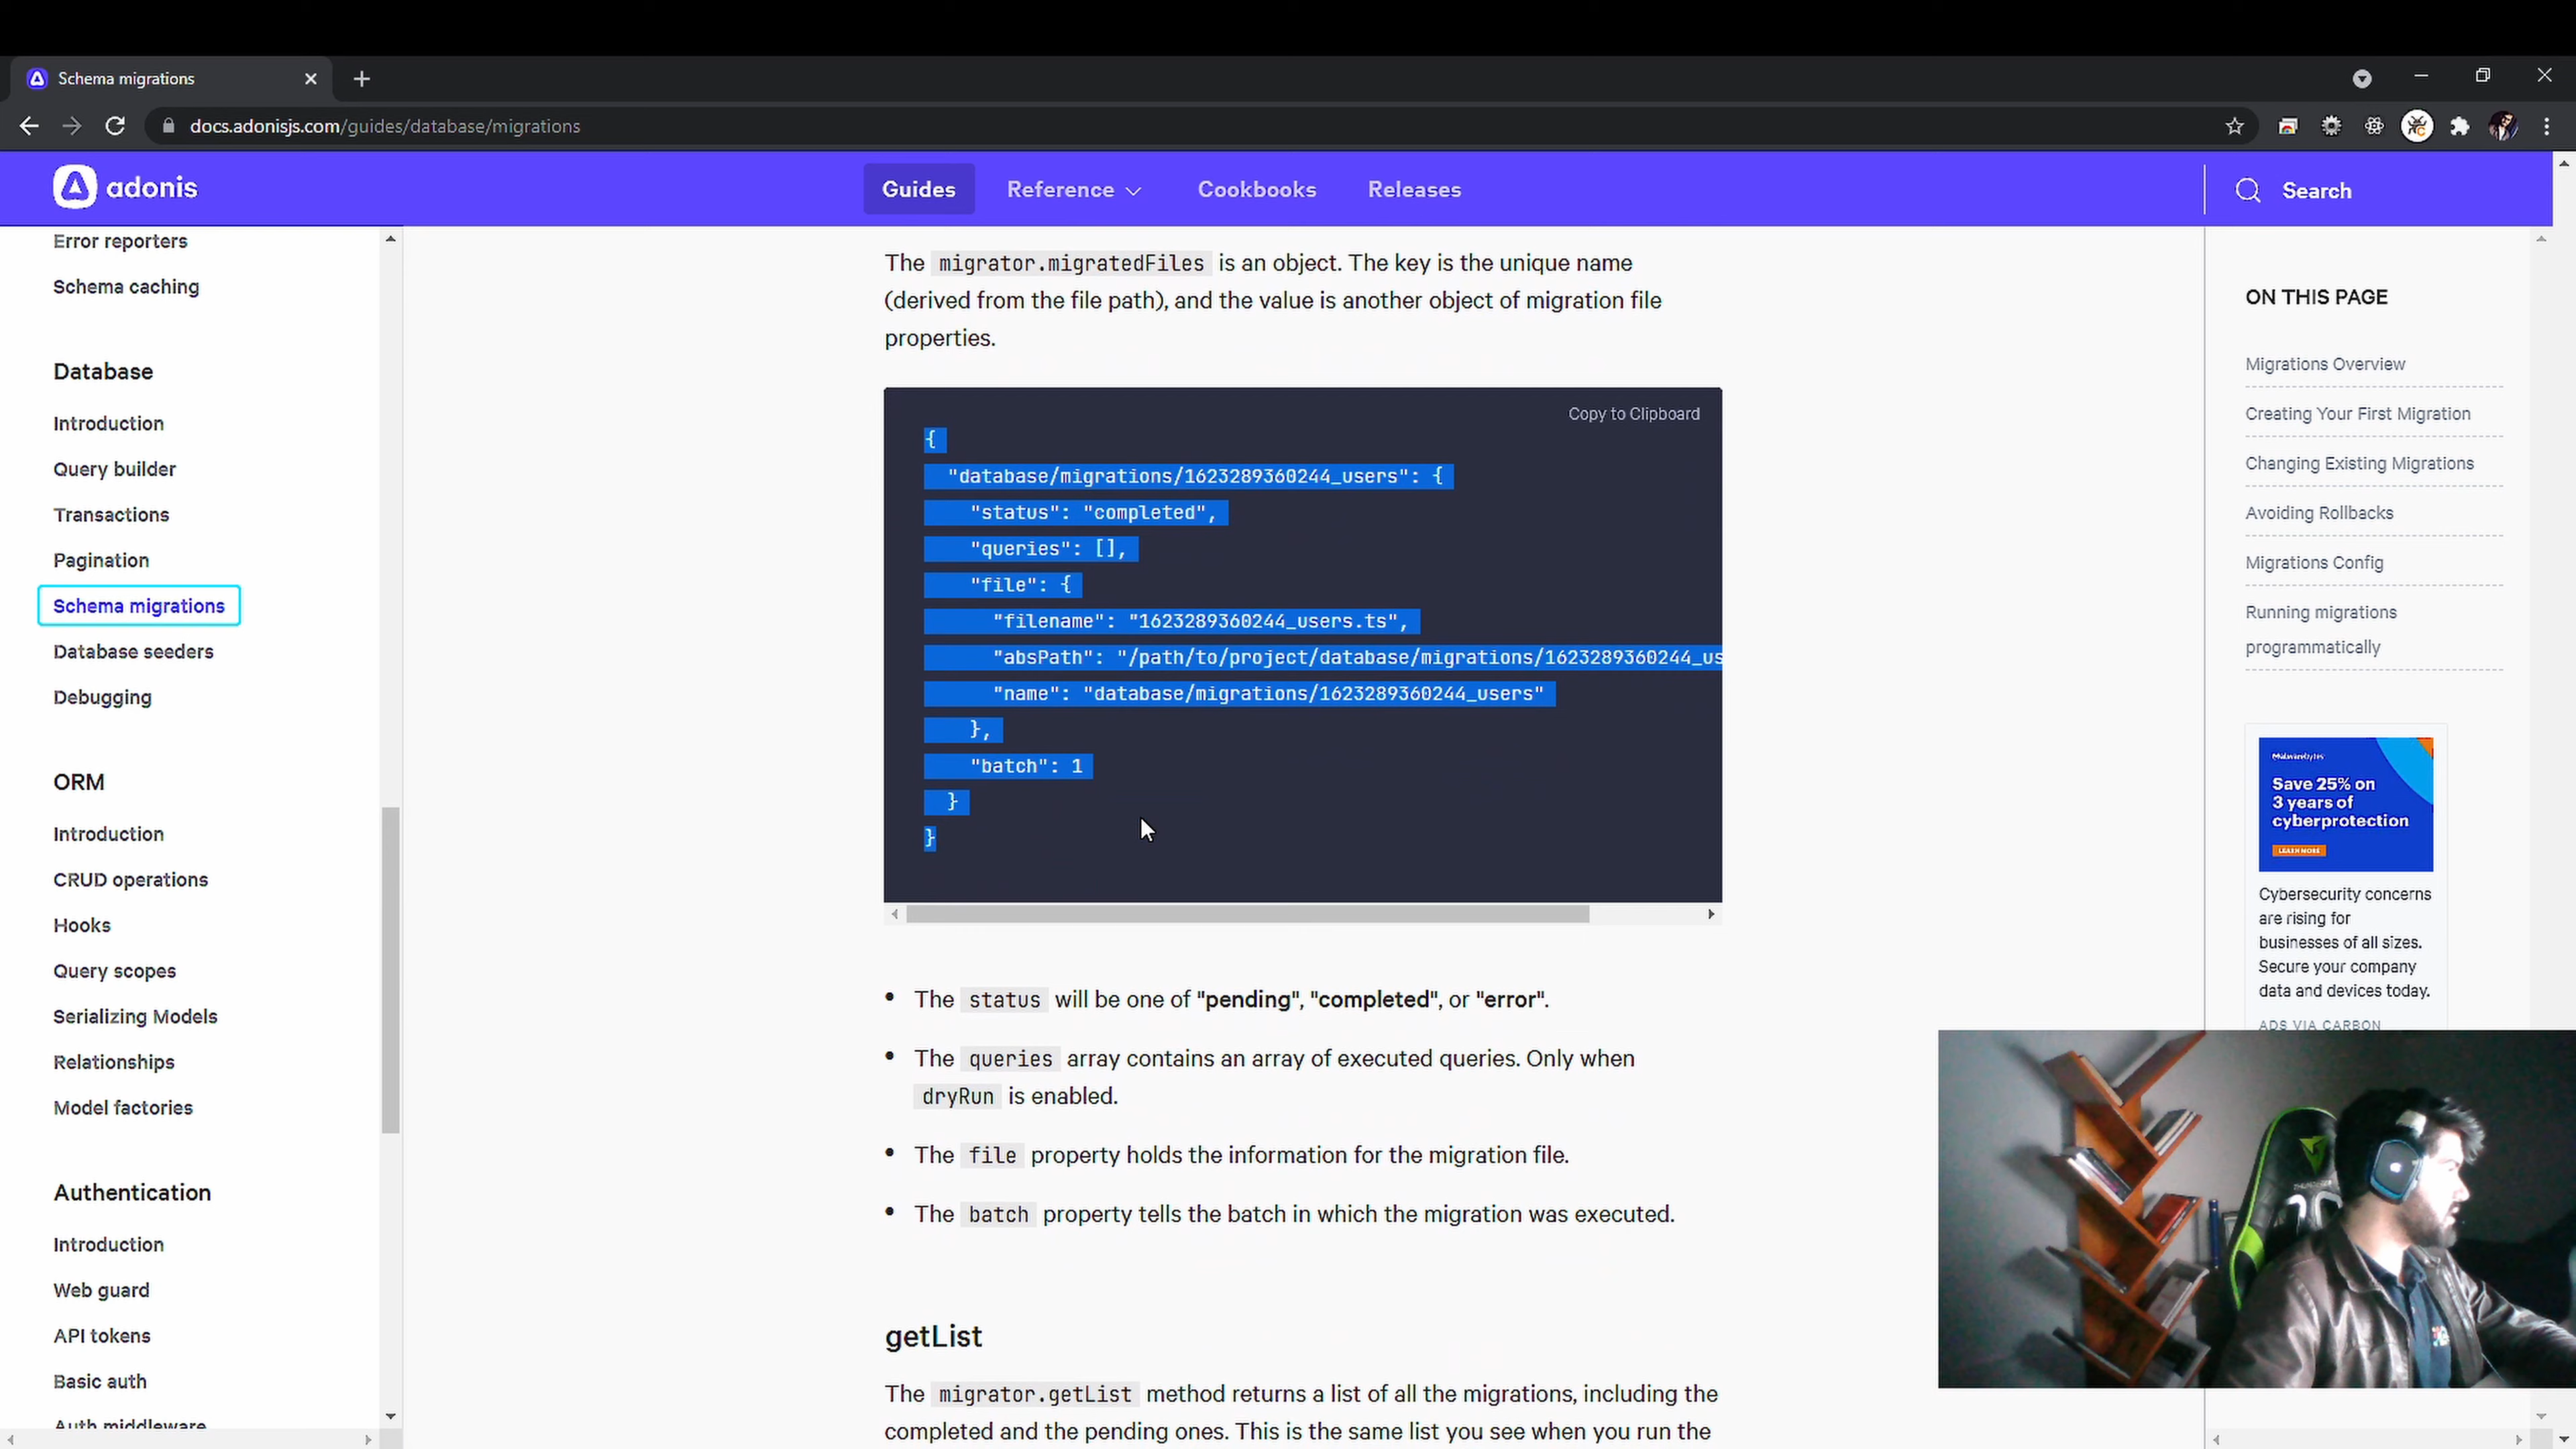 Schema migrations
docs.adonisjs.com/guides/database/migrations
adonis
Guides
Reference
Cookbooks
Releases
Search
Error reporters
Schema caching
Database
Introduction
Query builder
Transactions
Pagination
Schema migrations
Database seeders
Debugging
ORM
Introduction
CRUD operations
Hooks
Query scopes
Serializing Models
Relationships
Model factories
Authentication
Introduction
Web guard
API tokens
Basic auth
Auth middleware
The migrator.migratedFiles is an object. The key is the unique name
(derived from the file path), and the value is another object of migration file
properties.
Copy to Clipboard
{
"database/migrations/1623289360244_users": {
"status": "completed",
"queries": [],
"file": {
"filename": "1623289360244_users.ts",
"absPath": "/path/to/project/database/migrations/1623289360244_us
"name": "database/migrations/1623289360244_users"
},
"batch": 1
}
}
• The status will be one of "pending", "completed", or "error".
• The queries array contains an array of executed queries. Only when
dryRun is enabled.
• The file property holds the information for the migration file.
• The batch property tells the batch in which the migration was executed.
getList
The migrator.getList method returns a list of all the migrations, including the
completed and the pending ones. This is the same list you see when you run the
ON THIS PAGE
Migrations Overview
Creating Your First Migration
Changing Existing Migrations
Avoiding Rollbacks
Migrations Config
Running migrations
programmatically
Malwarebytes
Save 25% on
3 years of
cyberprotection
LEARN MORE
Cybersecurity concerns
are rising for
businesses of all sizes.
Secure your company
data and devices today.
ADS VIA CARBON